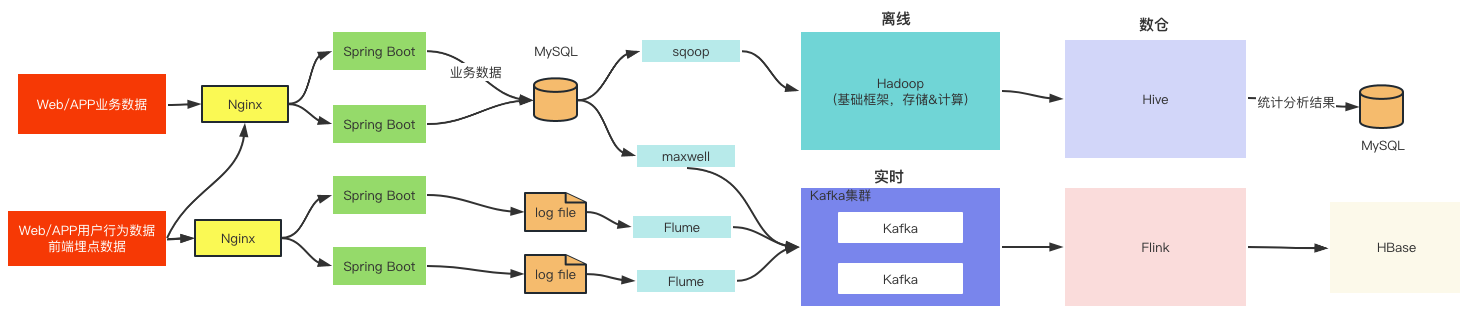 离线
数仓
Spring Boot
MySQL
sqoop
业务数据
Web/APP业务数据
Nginx
Hadoop
（基础框架，存储&计算）
Hive
统计分析结果
Spring Boot
MySQL
maxwell
实时
Kafka集群
Spring Boot
log file
Flume
Kafka
Web/APP用户行为数据
前端埋点数据
Nginx
Flink
HBase
Spring Boot
log file
Flume
Kafka